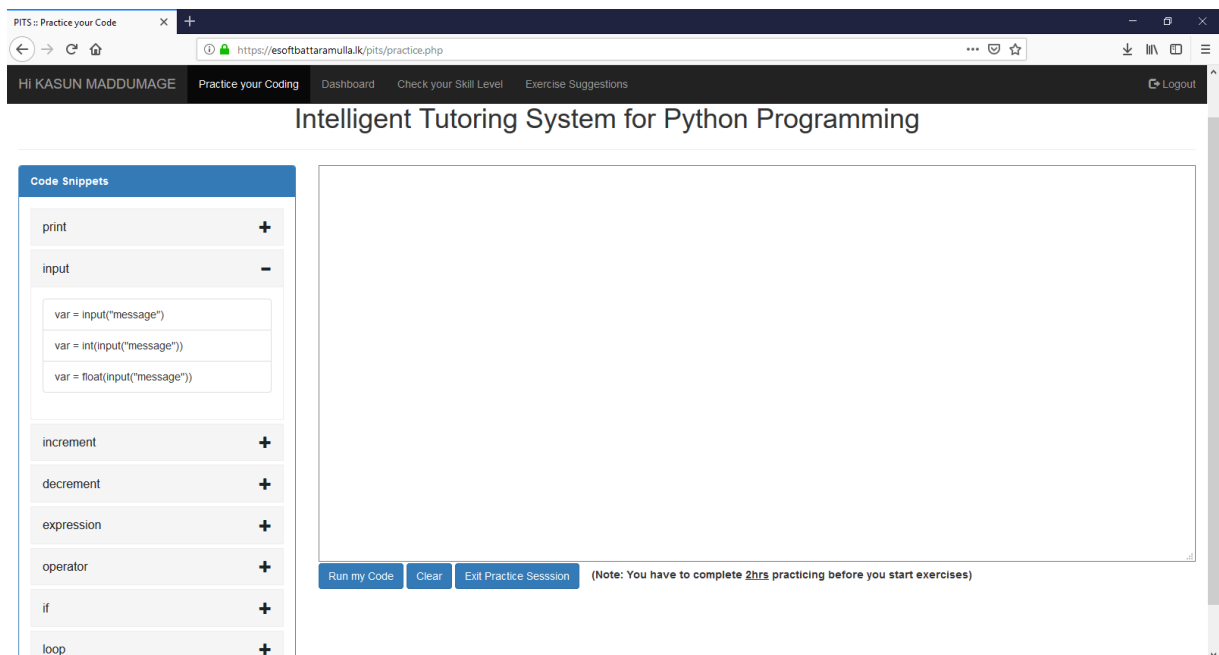 PITS :: Practice your Code
https://esoftbattaramulla.lk/pits/practice.php
Hi KASUN MADDUMAGE Practice your Coding Dashboard Check your Skill Level Exercise Suggestions Logout
Intelligent Tutoring System for Python Programming
Code Snippets
print
input
var = input("message")
var = int(input("message"))
var = float(input("message"))
increment
decrement
expression
operator
if
loop
Run my Code Clear Exit Practice Sesssion (Note: You have to complete 2hrs practicing before you start exercises)